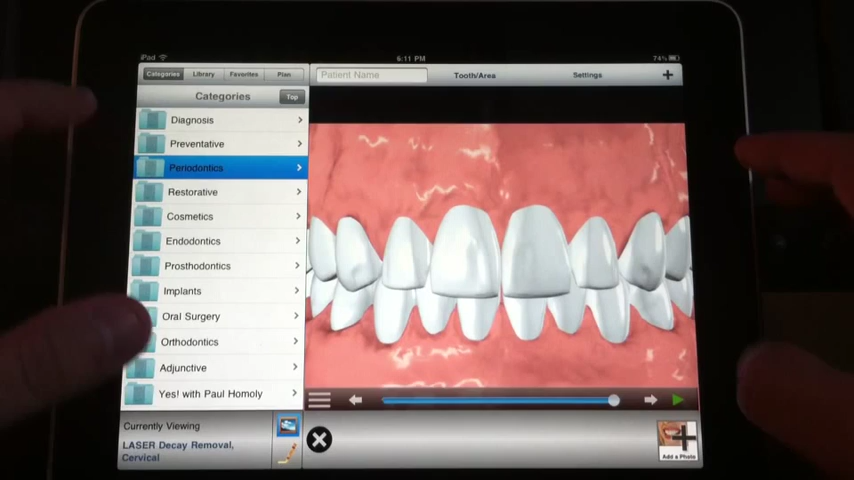 iPad 6:11 PM 74%
Categories Library Favorites Plan Patient Name Tooth/Area Settings
Categories Top
Diagnosis
Preventative
Periodontics
Restorative
Cosmetics
Endodontics
Prosthodontics
Implants
Oral Surgery
Orthodontics
Adjunctive
Yes! with Paul Homoly
Currently Viewing
LASER Decay Removal,
Cervical
Add a Photo